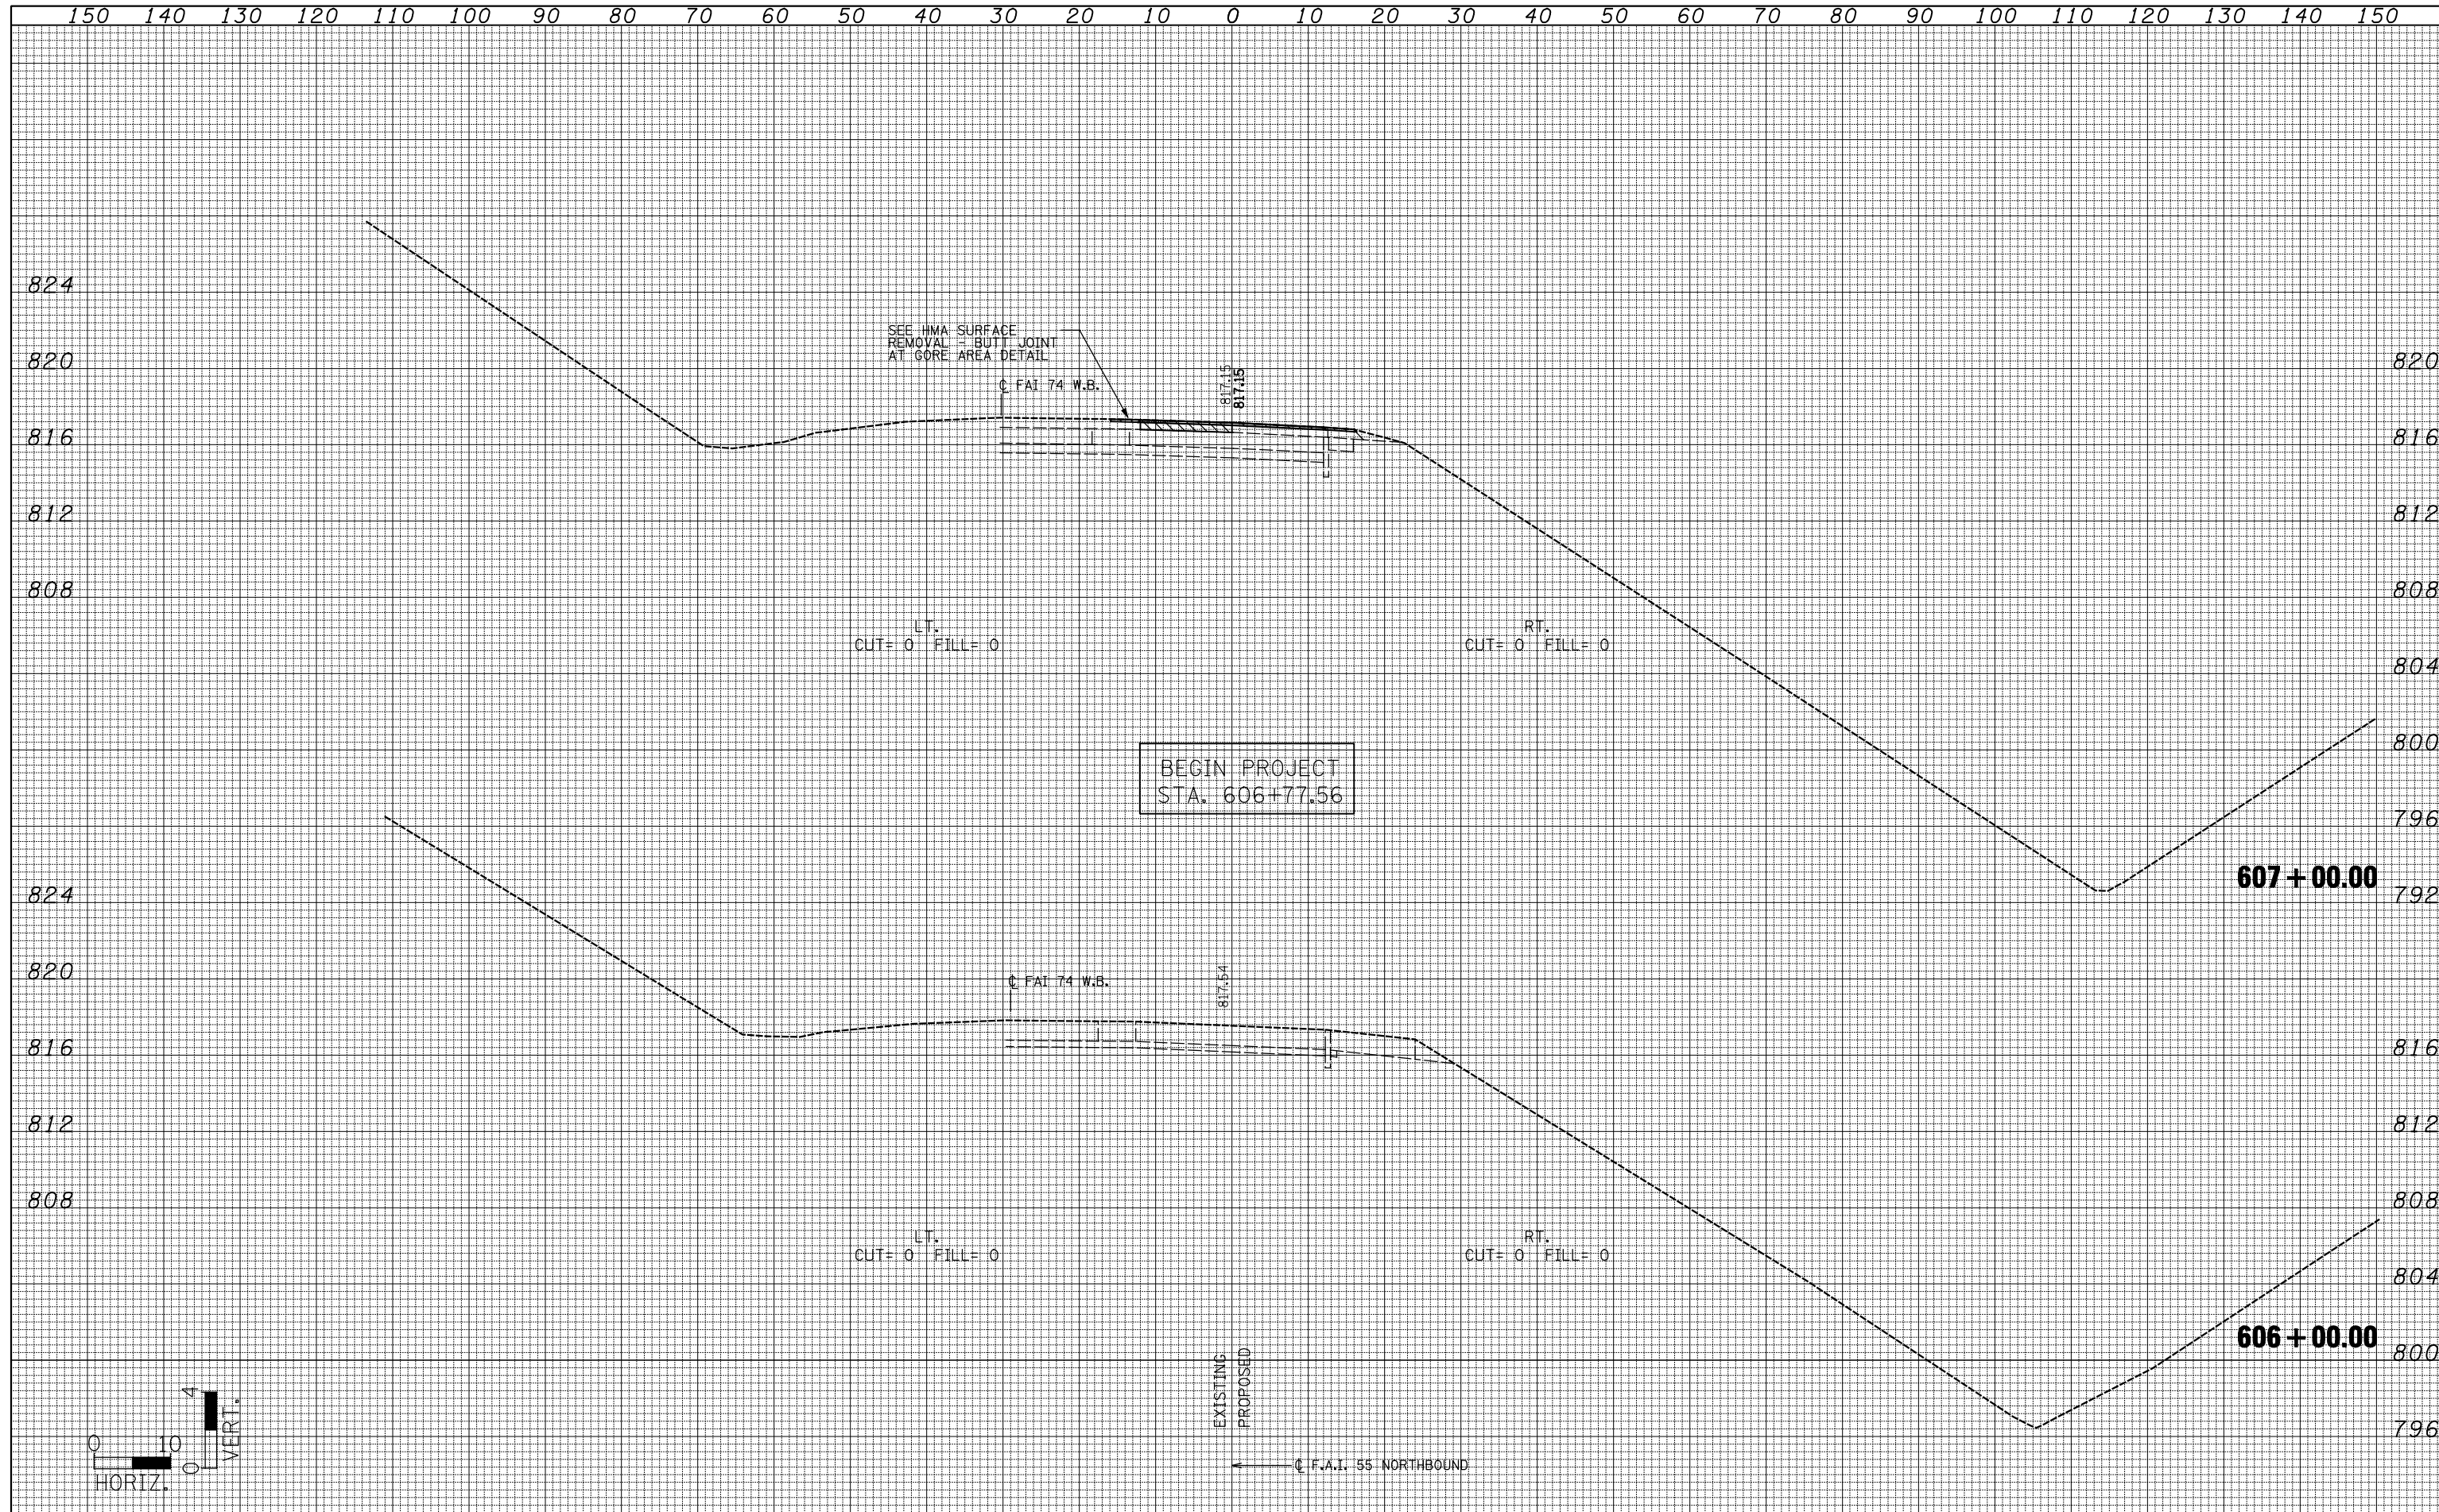 150 140 130 120 110 100 90 80 70 60 50 40 30 20 10 0 10 20 30 40 50 60 70 80 90 100 110 120 130 140 150
824
SEE HMA SURFACE
REMOVAL - BUTT JOINT
AT GORE AREA DETAIL
820
820
℄ FAI 74 W.B.
817.15
817.15
816
816
812
812
808
808
LT.
CUT= 0 FILL= 0
RT.
CUT= 0 FILL= 0
804
800
BEGIN PROJECT
STA. 606+77.56
796
607+00.00
824
792
820
820
℄ FAI 74 W.B.
817.54
816
816
812
812
808
808
LT.
CUT= 0 FILL= 0
RT.
CUT= 0 FILL= 0
804
606+00.00
800
EXISTING
PROPOSED
796
0 10
HORIZ.
0 4
VERT.
℄ F.A.I. 55 NORTHBOUND